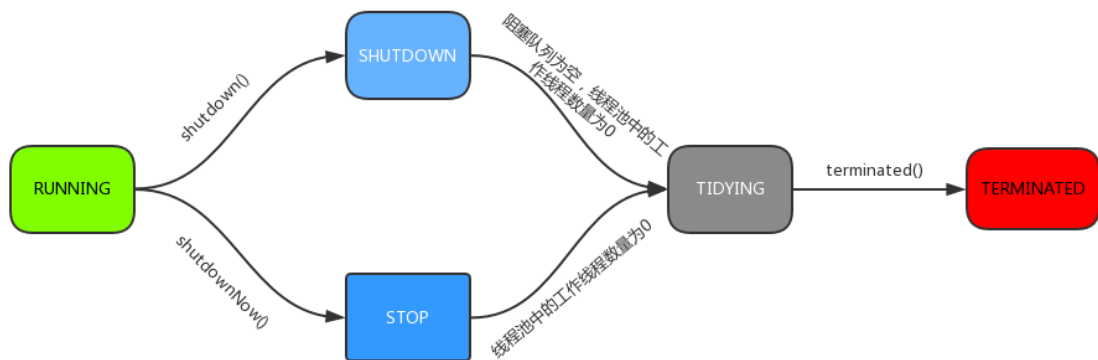 SHUTDOWN
阻塞队列为空，线程池中的工
作线程数量为0
shutdown()
RUNNING
TIDYING
terminated()
TERMINATED
shutdownNow()
线程池中的工作线程数量为0
STOP